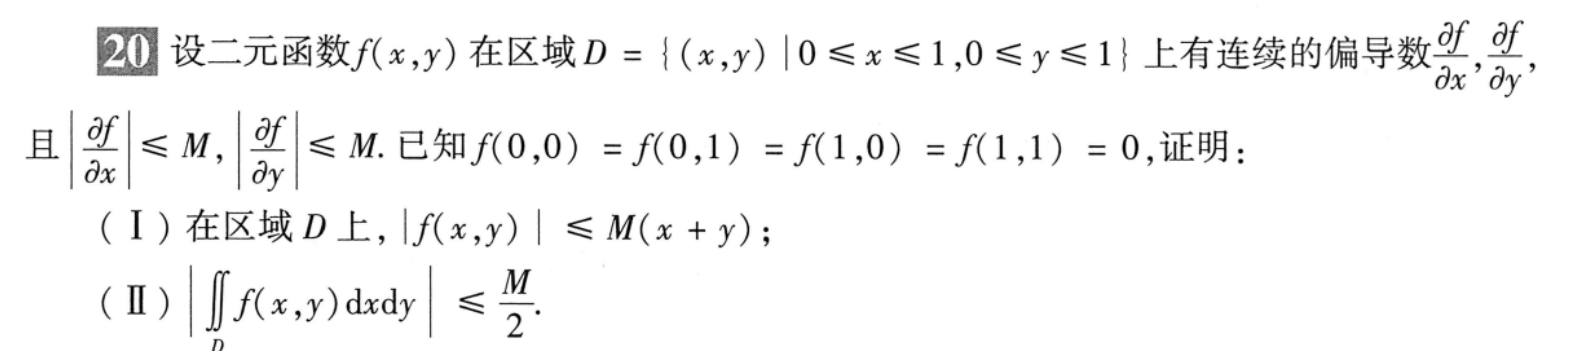 20 设二元函数f(x,y)在区域D = {(x,y)|0 ≤ x ≤ 1,0 ≤ y ≤ 1}上有连续的偏导数∂f/∂x,∂f/∂y,
且|∂f/∂x| ≤ M,|∂f/∂y| ≤ M.已知f(0,0) = f(0,1) = f(1,0) = f(1,1) = 0,证明:
(Ⅰ)在区域D上,|f(x,y)| ≤ M(x + y);
(Ⅱ)|∬_D f(x,y)dxdy| ≤ M/2.